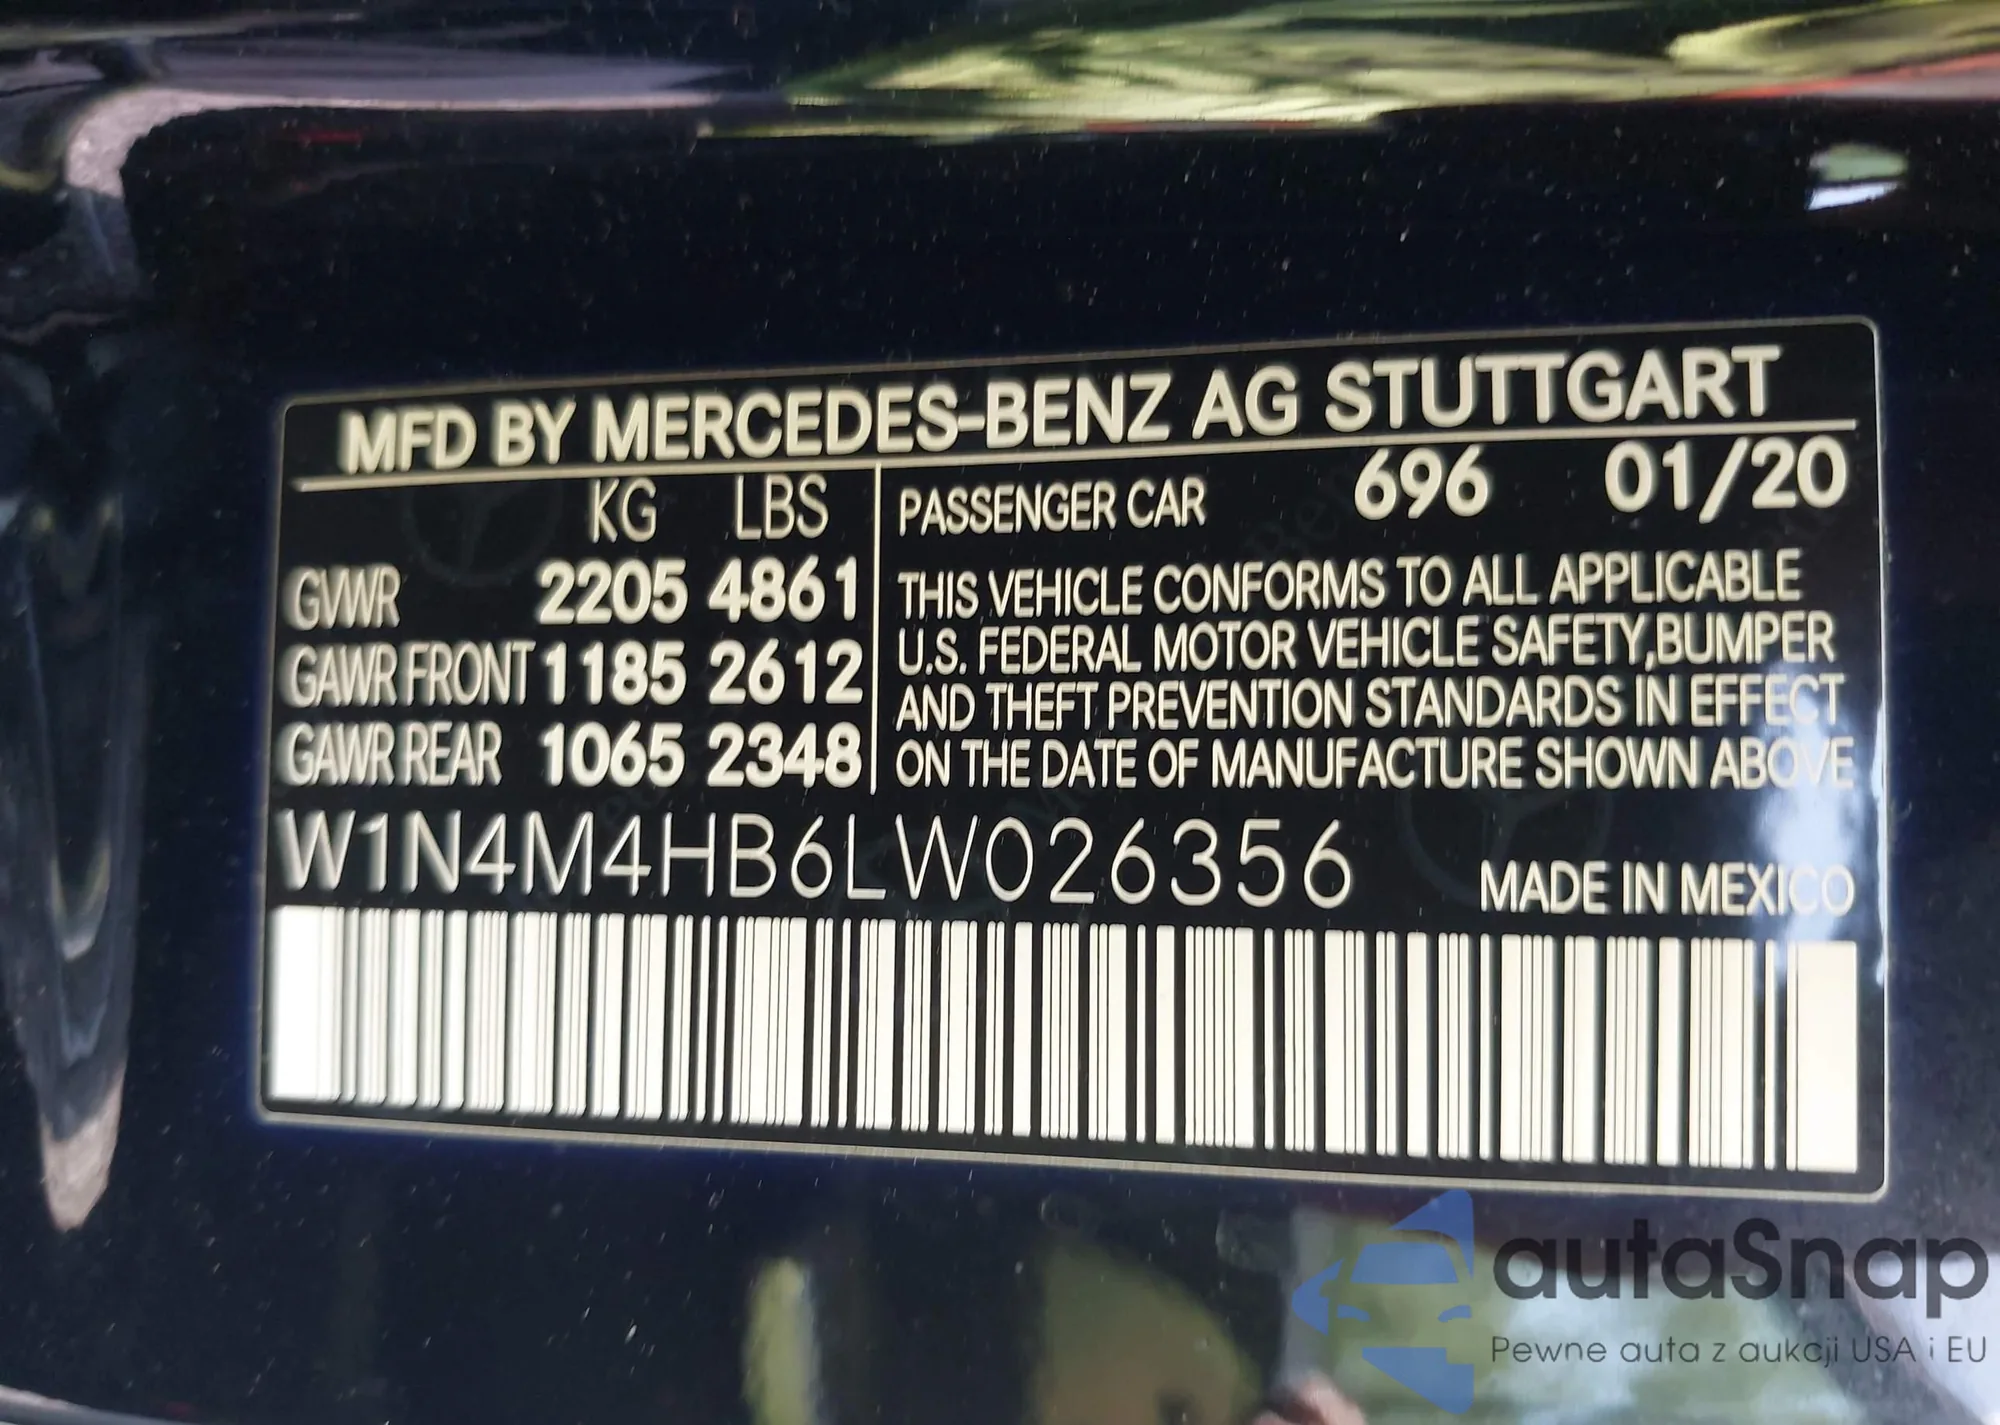 MFD BY MERCEDES-BENZ AG STUTTGART
KG LBS
GVWR 2205 4861
GAWR FRONT 1185 2612
GAWR REAR 1065 2348
PASSENGER CAR 696 01/20
THIS VEHICLE CONFORMS TO ALL APPLICABLE
U.S. FEDERAL MOTOR VEHICLE SAFETY,BUMPER
AND THEFT PREVENTION STANDARDS IN EFFECT
ON THE DATE OF MANUFACTURE SHOWN ABOVE
W1N4M4HB6LW026356
MADE IN MEXICO
autaSnap
Pewne auta z aukcji USA i EU